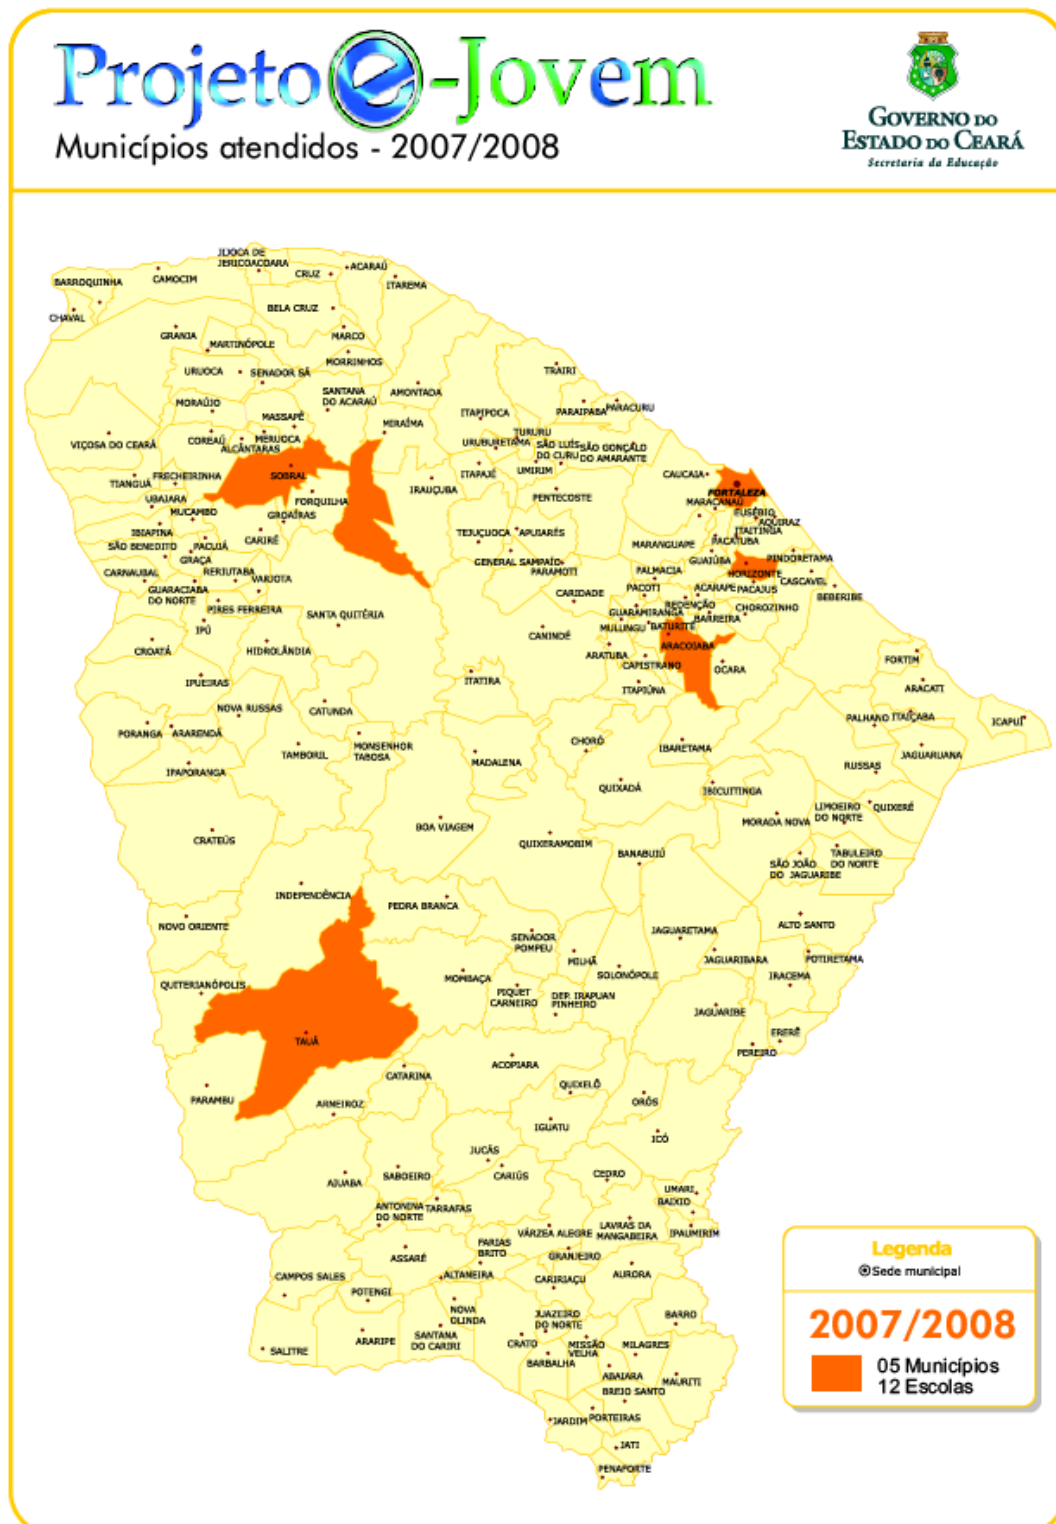 Projeto e-Jovem
Municípios atendidos - 2007/2008
GOVERNO DO
ESTADO DO CEARÁ
Secretaria da Educação
JIJOCA DE
JERICOACOARA
CRUZ
ACARAÚ
ITAREMA
BARROQUINHA
CAMOCIM
CHAVAL
BELA CRUZ
GRANJA
MARTINÓPOLE
MARCO
MORRINHOS
URUOCA
SENADOR SÁ
TRAIRI
MORAÚJO
SANTANA
DO ACARAÚ
AMONTADA
MASSAPÊ
ITAPIPOCA
PARAIPABA
PARACURU
VIÇOSA DO CEARÁ
COREAÚ
MERUOCA
ALCÂNTARAS
MIRAÍMA
TURURU
URUBURETAMA
SÃO LUÍS
DO CURU
SÃO GONÇALO
DO AMARANTE
TIANGUÁ
FRECHEIRINHA
SOBRAL
IRAUÇUBA
ITAPAJÉ
UMIRIM
CAUCAIA
UBAJARA
MUCAMBO
FORQUILHA
GROAÍRAS
PENTECOSTE
FORTALEZA
MARACANAÚ
EUSÉBIO
AQUIRAZ
IBIAPINA
SÃO BENEDITO
PACUJÁ
CARIRÉ
TEJUÇUOCA
APUIARÉS
MARANGUAPE
ITAITINGA
PACATUBA
GRAÇA
GENERAL SAMPAIO
GUAIÚBA
PINDORETAMA
CARNAUBAL
RERIUTABA
VARJOTA
PARAMOTI
PALMACIA
HORIZONTE
CASCAVEL
GUARACIABA
DO NORTE
PIRES FERREIRA
CARIDADE
PACOTI
ACARAPE
PACAJUS
BEBERIBE
IPÚ
SANTA QUITÉRIA
GUARAMIRANGA
REDENÇÃO
BARREIRA
CHOROZINHO
CROATÁ
HIDROLÂNDIA
CANINDÉ
MULUNGU
BATURITÉ
ARACOIABA
ARATUBA
CAPISTRANO
OCARA
FORTIM
IPUEIRAS
ITATIRA
ITAPIÚNA
ARACATI
NOVA RUSSAS
CATUNDA
PORANGA
ARARENDÁ
PALHANO
ITAIÇABA
ICAPUÍ
TAMBORIL
MONSENHOR
TABOSA
MADALENA
CHORÓ
IBARETAMA
JAGUARUANA
IPAPORANGA
RUSSAS
QUIXADÁ
IBICUITINGA
CRATEÚS
BOA VIAGEM
QUIXERAMOBIM
MORADA NOVA
LIMOEIRO
DO NORTE
QUIXERÉ
BANABUIÚ
SÃO JOÃO
DO JAGUARIBE
TABULEIRO
DO NORTE
INDEPENDÊNCIA
PEDRA BRANCA
NOVO ORIENTE
SENADOR
POMPEU
JAGUARETAMA
ALTO SANTO
MILHÃ
JAGUARIBARA
POTIRETAMA
QUITERIANÓPOLIS
MOMBAÇA
SOLONÓPOLE
IRACEMA
PIQUET
CARNEIRO
DEP. IRAPUAN
PINHEIRO
JAGUARIBE
TAUÁ
ERERÊ
PEREIRO
ACOPIARA
CATARINA
QUIXELÔ
PARAMBU
ARNEIROZ
ORÓS
IGUATU
ICÓ
JUCÁS
AIUABA
SABOEIRO
CARIÚS
CEDRO
UMARI
BAIXIO
ANTONINA
DO NORTE
TARRAFAS
VÁRZEA ALEGRE
LAVRAS DA
MANGABEIRA
IPAUMIRIM
ASSARÉ
FARIAS
BRITO
GRANJEIRO
CAMPOS SALES
ALTANEIRA
CARIRIAÇU
AURORA
POTENGI
NOVA
OLINDA
JUAZEIRO
DO NORTE
BARRO
ARARIPE
SANTANA
DO CARIRI
CRATO
MISSÃO
VELHA
MILAGRES
SALITRE
BARBALHA
ABAIARA
MAURITI
BREJO SANTO
JARDIM
PORTEIRAS
JATI
PENAFORTE
Legenda
Sede municipal
2007/2008
05 Municípios
12 Escolas